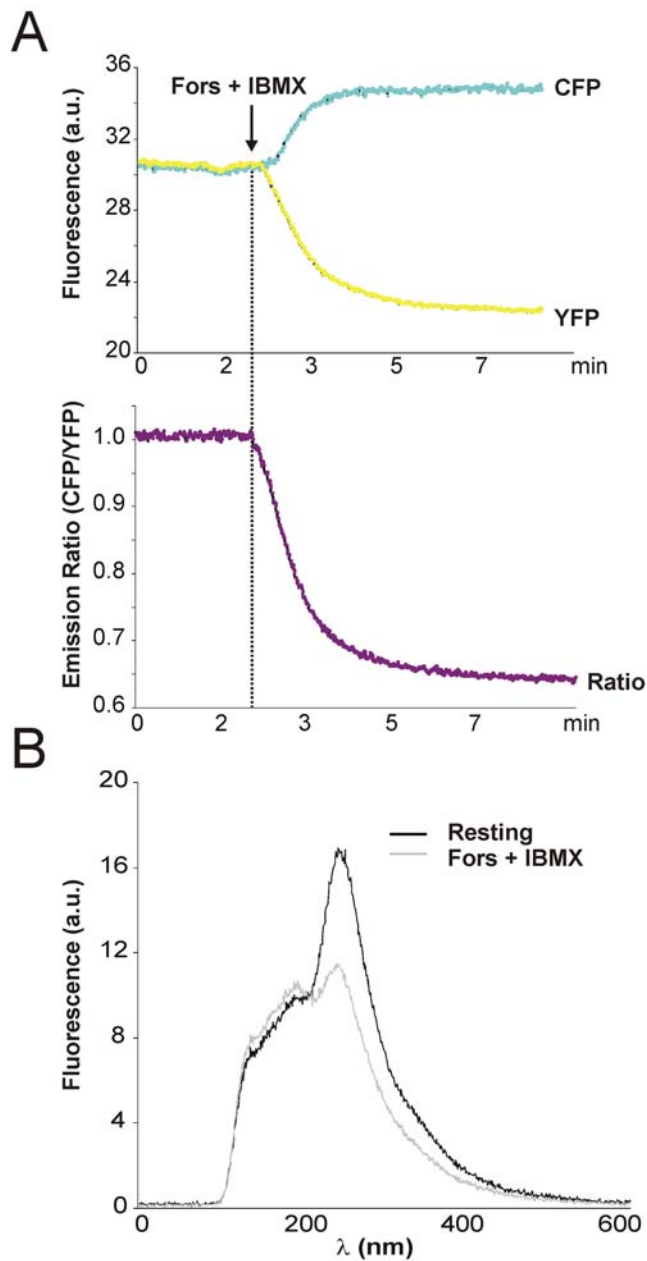 A
Fors + IBMX
Fluorescence (a.u.)
36
32
28
24
20
CFP
YFP
0 2 3 5 7 min
Emission Ratio (CFP/YFP)
1.0
0.9
0.8
0.7
0.6
Ratio
0 2 3 5 7 min
B
Fluorescence (a.u.)
20
16
12
8
4
0
Resting
Fors + IBMX
0 200 400 600
λ (nm)